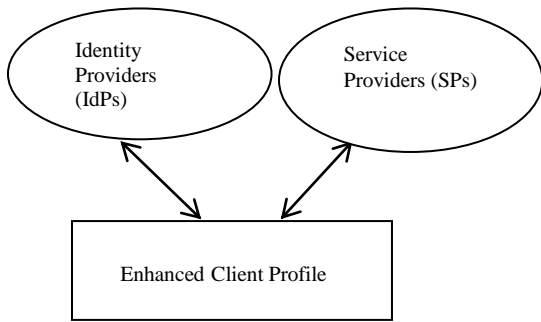 Identity
Providers
(IdPs)
Service
Providers (SPs)
Enhanced Client Profile